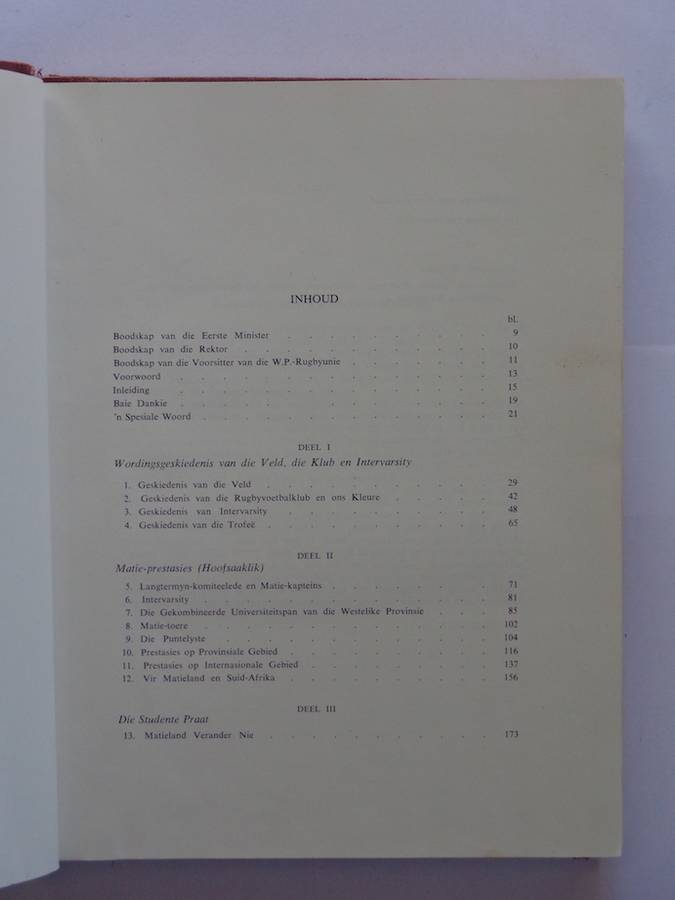 INHOUD
bl.
Boodskap van die Eerste Minister . . . . . . . . . . 9
Boodskap van die Rektor . . . . . . . . . . . 10
Boodskap van die Voorsitter van die W.P.-Rugbyunie . . . . . . 11
Voorwoord . . . . . . . . . . . . . 13
Inleiding . . . . . . . . . . . . . 15
Baie Dankie . . . . . . . . . . . . . 19
'n Spesiale Woord . . . . . . . . . . . . 21
DEEL I
Wordingsgeskiedenis van die Veld, die Klub en Intervarsity
1. Geskiedenis van die Veld . . . . . . . . . . 29
2. Geskiedenis van die Rugbyvoetbalklub en ons Kleure . . . . . 42
3. Geskiedenis van Intervarsity . . . . . . . . . 48
4. Geskiedenis van die Trofeë . . . . . . . . . . 65
DEEL II
Matie-prestasies (Hoofsaaklik)
5. Langtermyn-komiteelede en Matie-kapteins . . . . . . . 71
6. Intervarsity . . . . . . . . . . . . 81
7. Die Gekombineerde Universiteitspan van die Westelike Provinsie . . . 85
8. Matie-toere . . . . . . . . . . . . 102
9. Die Puntelyste . . . . . . . . . . . 104
10. Prestasies op Provinsiale Gebied . . . . . . . . 116
11. Prestasies op Internasionale Gebied . . . . . . . . 137
12. Vir Matieland en Suid-Afrika . . . . . . . . . 156
DEEL III
Die Studente Praat
13. Matieland Verander Nie . . . . . . . . . . 173